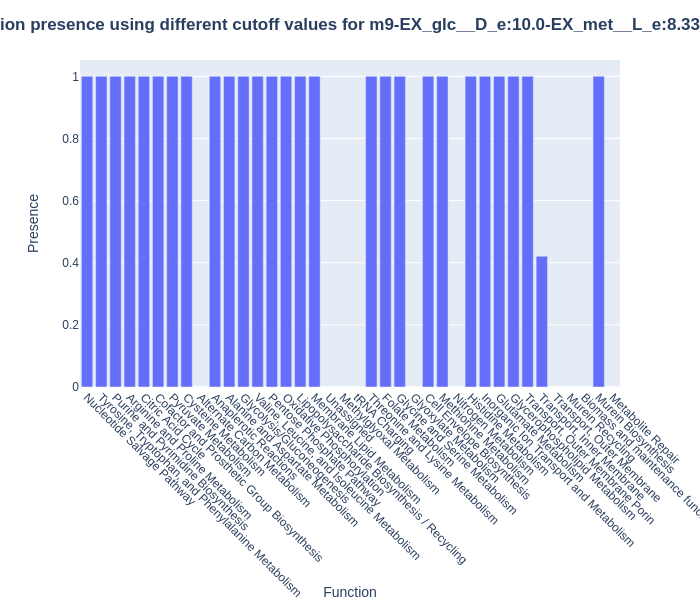 ion presence using different cutoff values for m9-EX_glc__D_e:10.0-EX_met__L_e:8.33
Presence
1
0.8
0.6
0.4
0.2
0
Nucleotide Salvage Pathway
Tyrosine, Tryptophan, and Phenylalanine Metabolism
Purine and Pyrimidine Biosynthesis
Arginine and Proline Metabolism
Citric Acid Cycle
Cofactor and Prosthetic Group Biosynthesis
Pyruvate Metabolism
Cysteine Metabolism
Alternate Carbon Metabolism
Anaplerotic Reactions
Alanine and Aspartate Metabolism
Glycolysis/Gluconeogenesis
Valine, Leucine, and Isoleucine Metabolism
Pentose Phosphate Pathway
Oxidative Phosphorylation
Lipopolysaccharide Biosynthesis / Recycling
Membrane Lipid Metabolism
Unassigned
Methylglyoxal Metabolism
tRNA Charging
Threonine and Lysine Metabolism
Folate Metabolism
Glycine and Serine Metabolism
Glyoxylate Metabolism
Cell Envelope Biosynthesis
Methionine Metabolism
Nitrogen Metabolism
Histidine Metabolism
Inorganic Ion Transport and Metabolism
Glutamate Metabolism
Glycerophospholipid Metabolism
Transport, Outer Membrane Porin
Transport, Inner Membrane
Transport, Outer Membrane
Murein Recycling
Biomass and maintenance func
Murein Biosynthesis
Metabolite Repair
Function